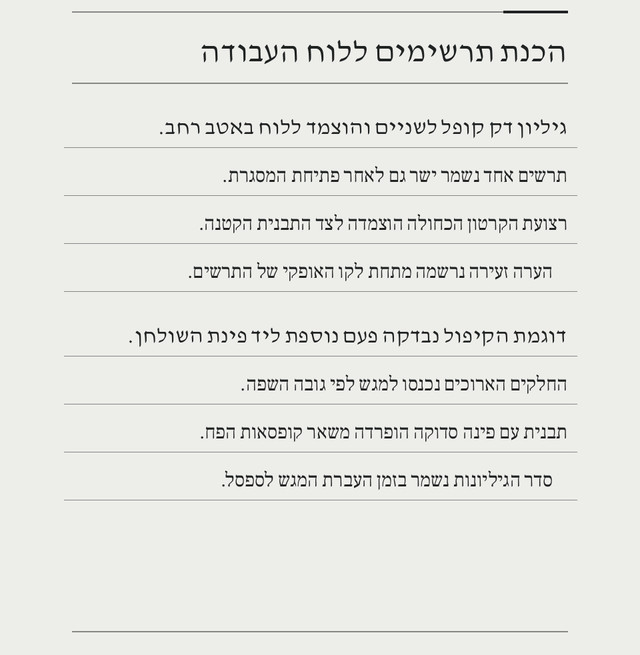 הכנת תרשימים ללוח העבודה
גיליון דק קופל לשניים והוצמד ללוח באטב רחב.
תרשים אחד נשמר ישר גם לאחר פתיחת המסגרת.
רצועת הקרטון הכחולה הוצמדה לצד התבנית הקטנה.
הערה זעירה נרשמה מתחת לקו האופקי של התרשים.
דוגמת הקיפול נבדקה פעם נוספת ליד פינת השולחן.
החלקים הארוכים נכנסו למגש לפי גובה השפה.
תבנית עם פינה סדוקה הופרדה משאר קופסאות הפח.
סדר הגיליונות נשמר בזמן העברת המגש לספסל.